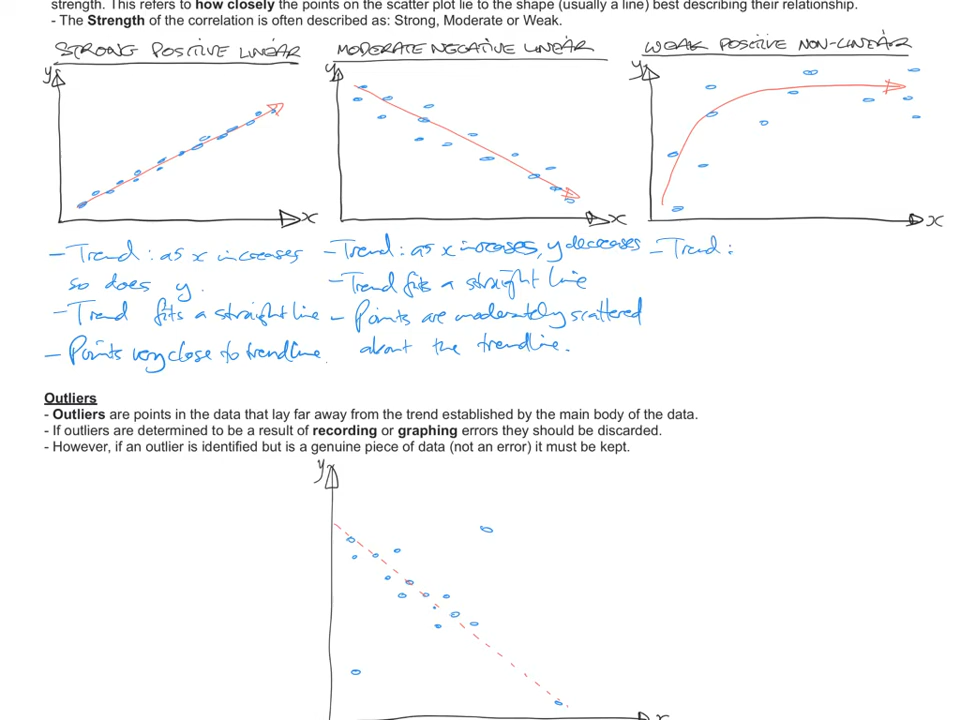 strength. This refers to how closely the points on the scatter plot lie to the shape (usually a line) best describing their relationship.
- The Strength of the correlation is often described as: Strong, Moderate or Weak.
STRONG POSITIVE LINEAR
MODERATE NEGATIVE LINEAR
WEAK POSITIVE NON-LINEAR
y
x
y
x
y
x
- Trend: as x increases
so does y.
- Trend fits a straight line
- Points very close to trendline.
- Trend: as x increases, y decreases
- Trend fits a straight line
- Points are moderately scattered
about the trendline.
- Trend:
Outliers
- Outliers are points in the data that lay far away from the trend established by the main body of the data.
- If outliers are determined to be a result of recording or graphing errors they should be discarded.
- However, if an outlier is identified but is a genuine piece of data (not an error) it must be kept.
y
x